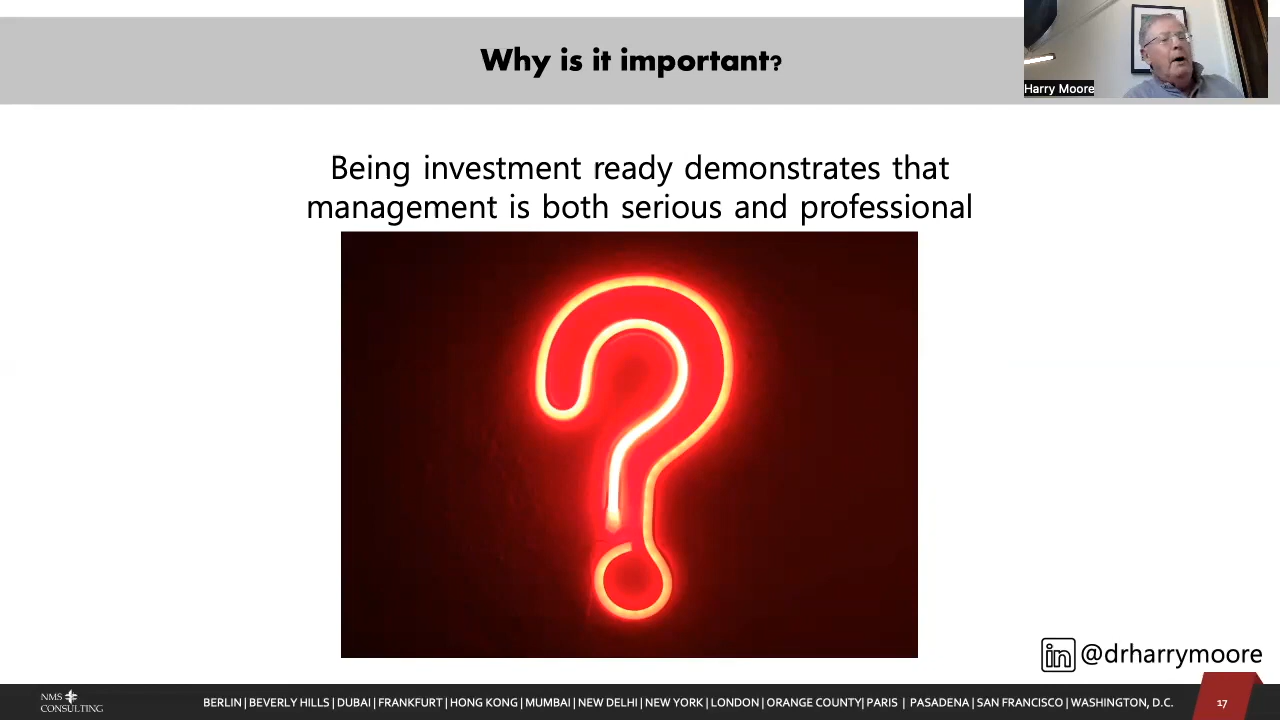 Why is it important?
Harry Moore
Being investment ready demonstrates that
management is both serious and professional
in @drharrymoore
NMS
CONSULTING
BERLIN | BEVERLY HILLS | DUBAI | FRANKFURT | HONG KONG | MUMBAI | NEW DELHI | NEW YORK | LONDON | ORANGE COUNTY| PARIS | PASADENA | SAN FRANCISCO | WASHINGTON, D.C.
17